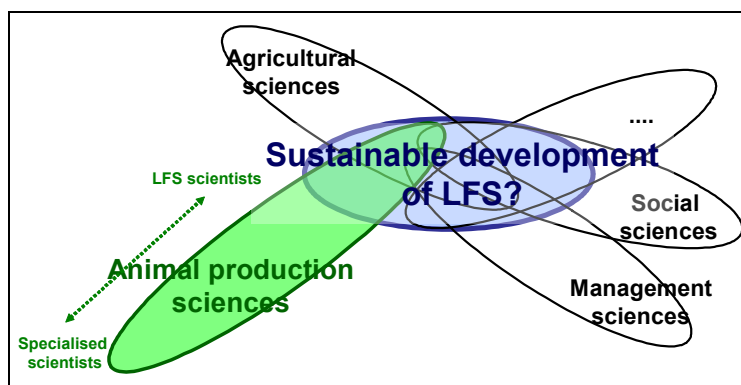 Agricultural
sciences
....
Sustainable development
of LFS?
LFS scientists
Social
sciences
Animal production
sciences
Management
sciences
Specialised
scientists